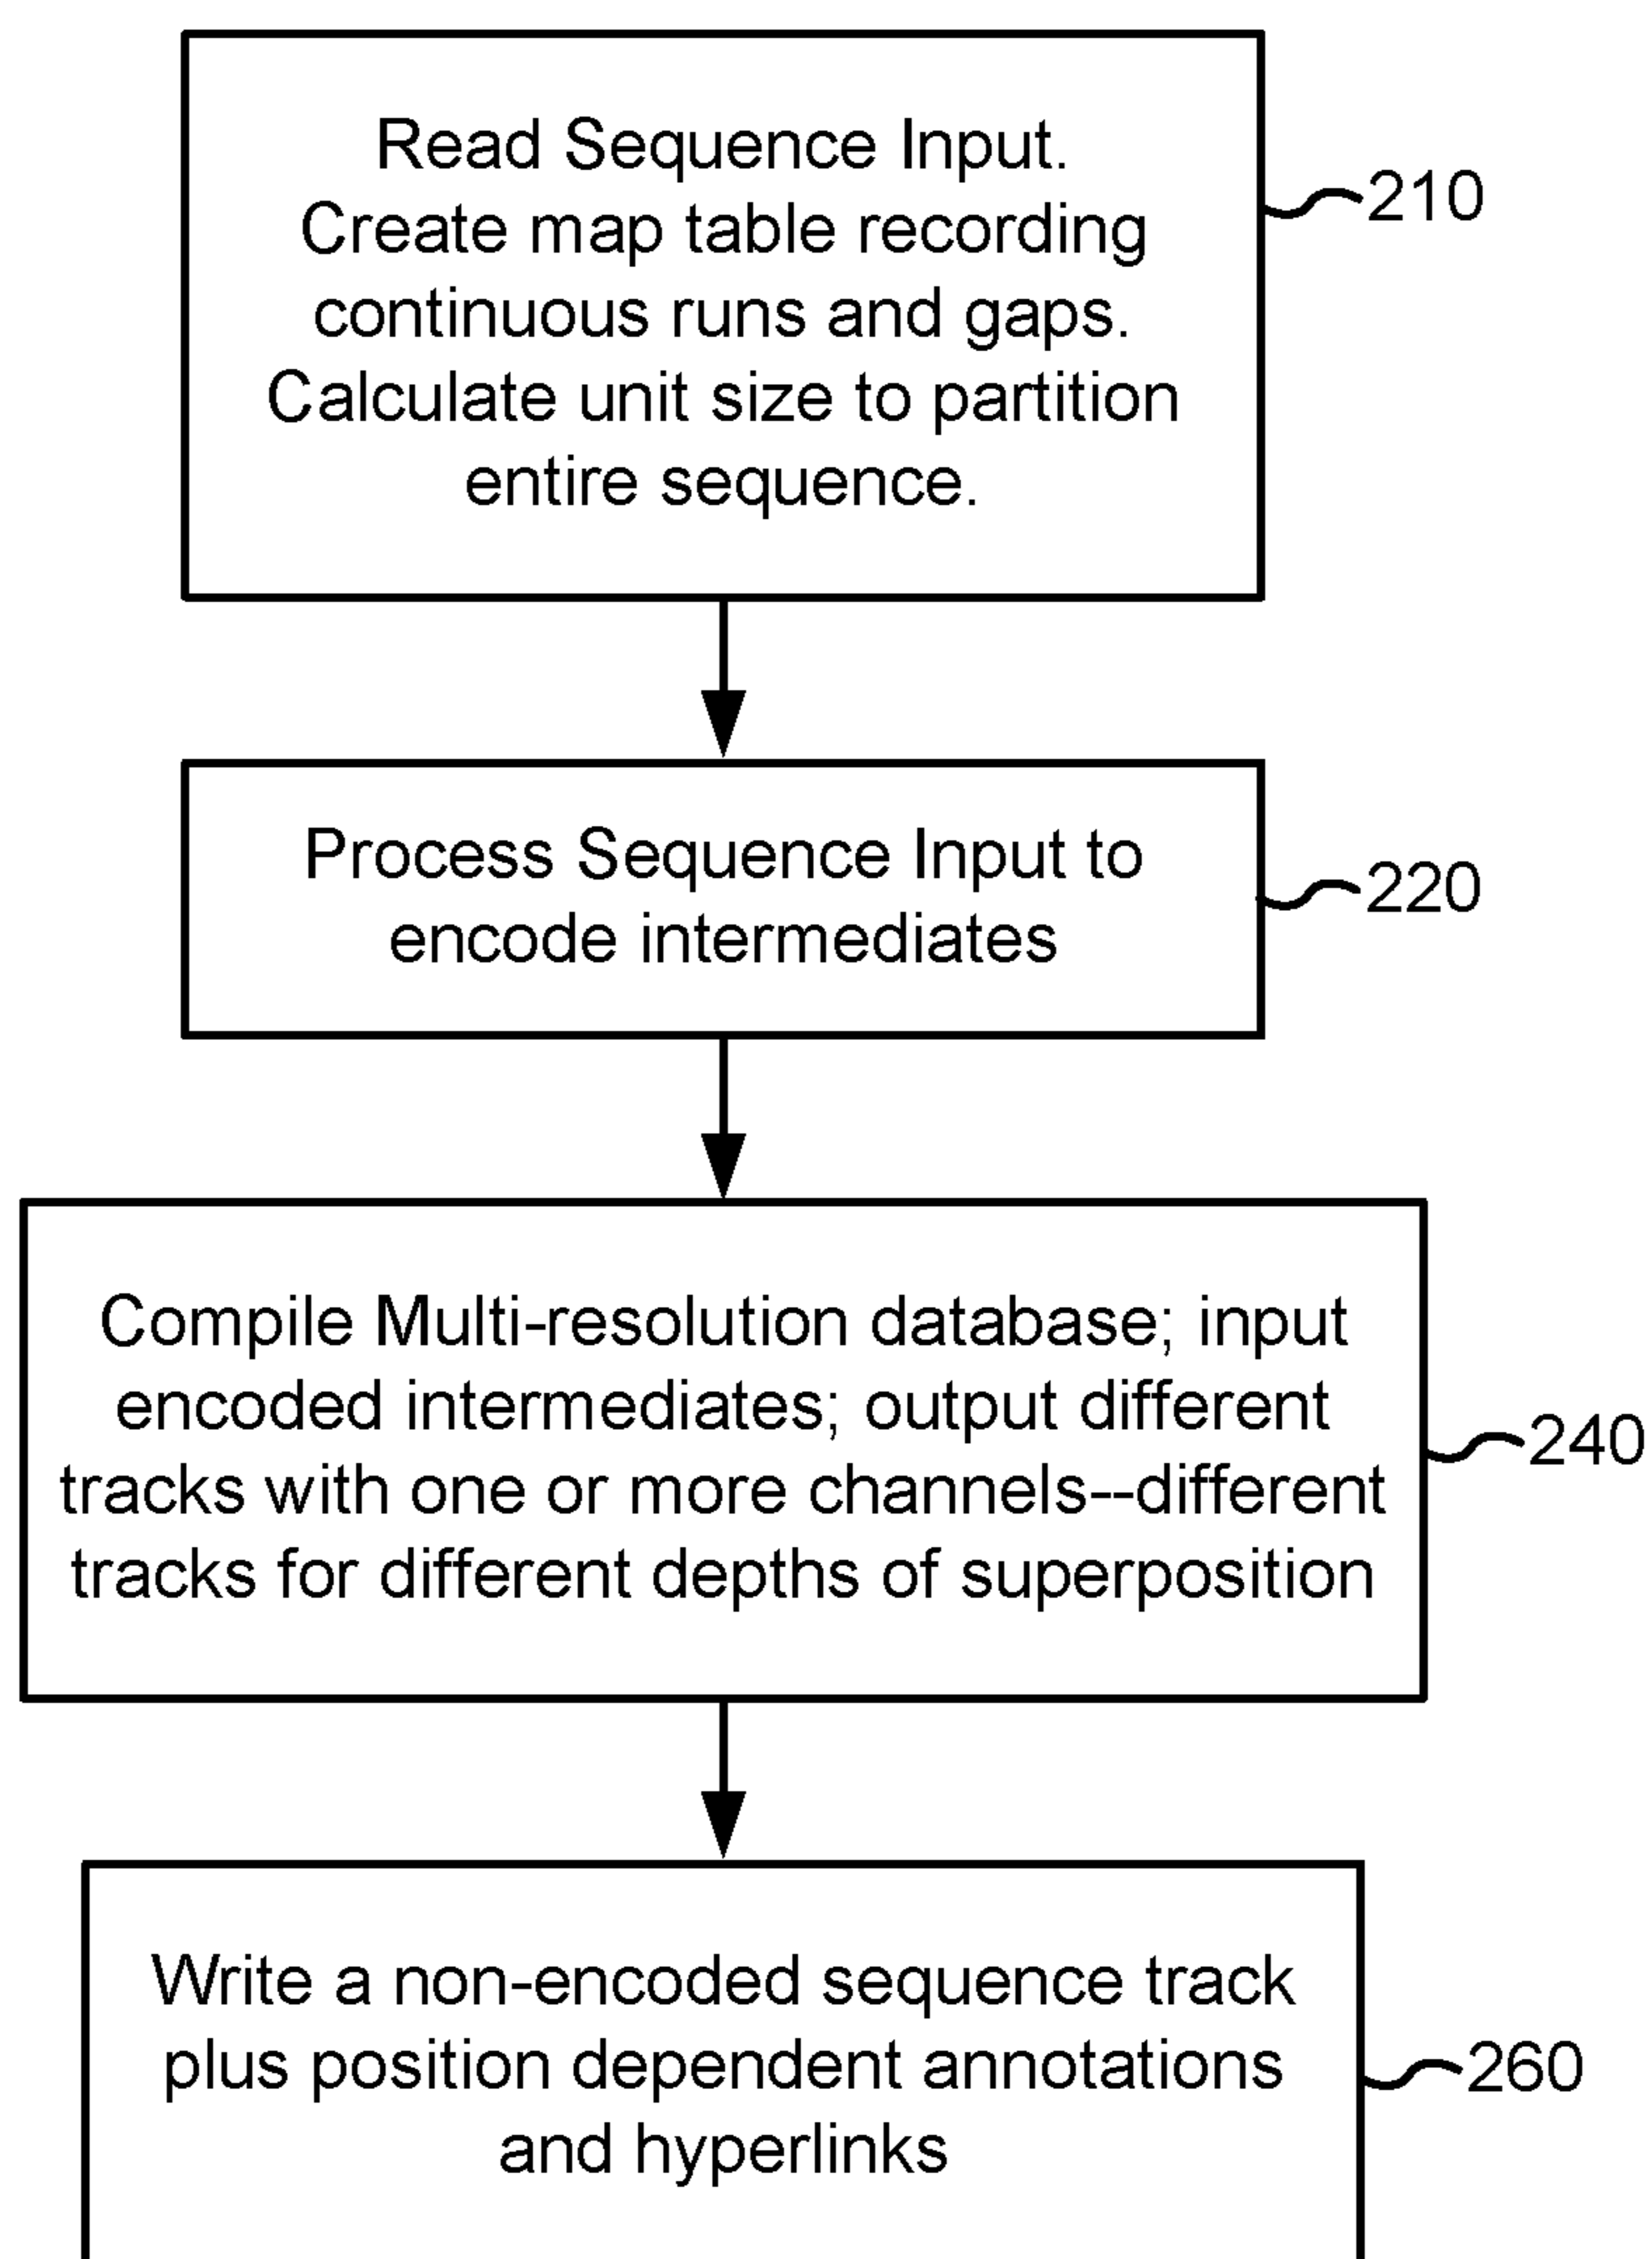 Read Sequence Input.
Create map table recording
continuous runs and gaps.
Calculate unit size to partition
entire sequence.
210
Process Sequence Input to
encode intermediates
220
Compile Multi-resolution database; input
encoded intermediates; output different
tracks with one or more channels--different
tracks for different depths of superposition
240
Write a non-encoded sequence track
plus position dependent annotations
and hyperlinks
260